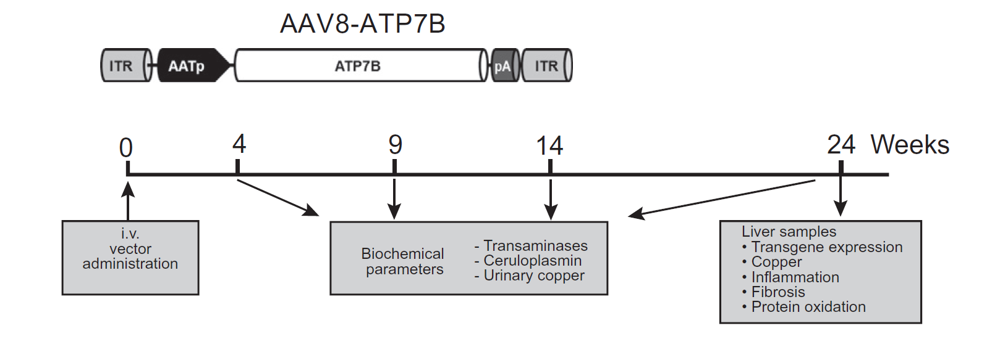 AAV8-ATP7B
ITR AATp ATP7B pA ITR
0 4 9 14 24 Weeks
i.v.
vector
administration
Biochemical
parameters
- Transaminases
- Ceruloplasmin
- Urinary copper
Liver samples
• Transgene expression
• Copper
• Inflammation
• Fibrosis
• Protein oxidation